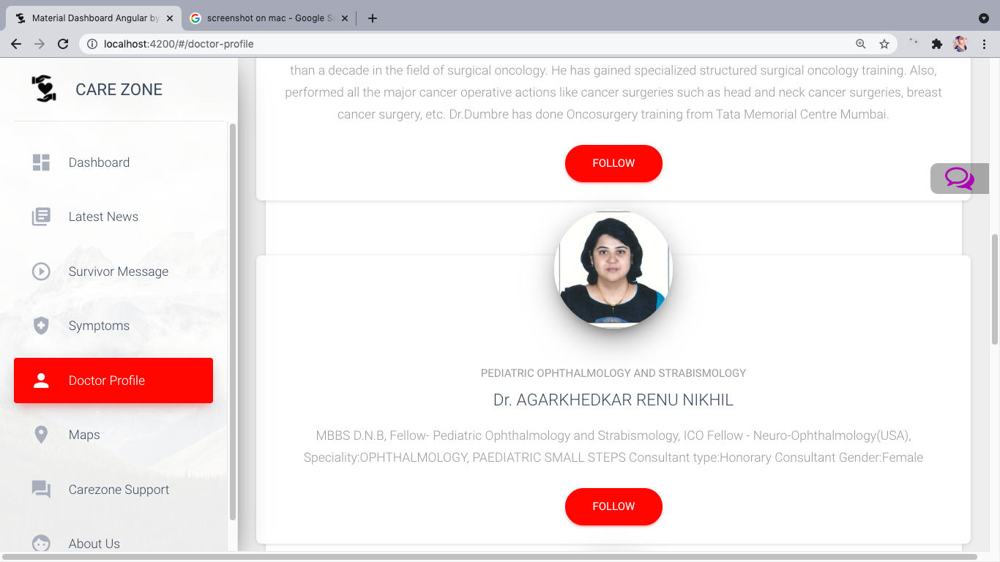 Material Dashboard Angular by
screenshot on mac - Google Se
localhost:4200/#/doctor-profile
CARE ZONE
Dashboard
Latest News
Survivor Message
Symptoms
Doctor Profile
Maps
Carezone Support
About Us
than a decade in the field of surgical oncology. He has gained specialized structured surgical oncology training. Also,
performed all the major cancer operative actions like cancer surgeries such as head and neck cancer surgeries, breast
cancer surgery, etc. Dr.Dumbre has done Oncosurgery training from Tata Memorial Centre Mumbai.
FOLLOW
PEDIATRIC OPHTHALMOLOGY AND STRABISMOLOGY
Dr. AGARKHEDKAR RENU NIKHIL
MBBS D.N.B, Fellow- Pediatric Ophthalmology and Strabismology, ICO Fellow - Neuro-Ophthalmology(USA),
Speciality:OPHTHALMOLOGY, PAEDIATRIC SMALL STEPS Consultant type:Honorary Consultant Gender:Female
FOLLOW